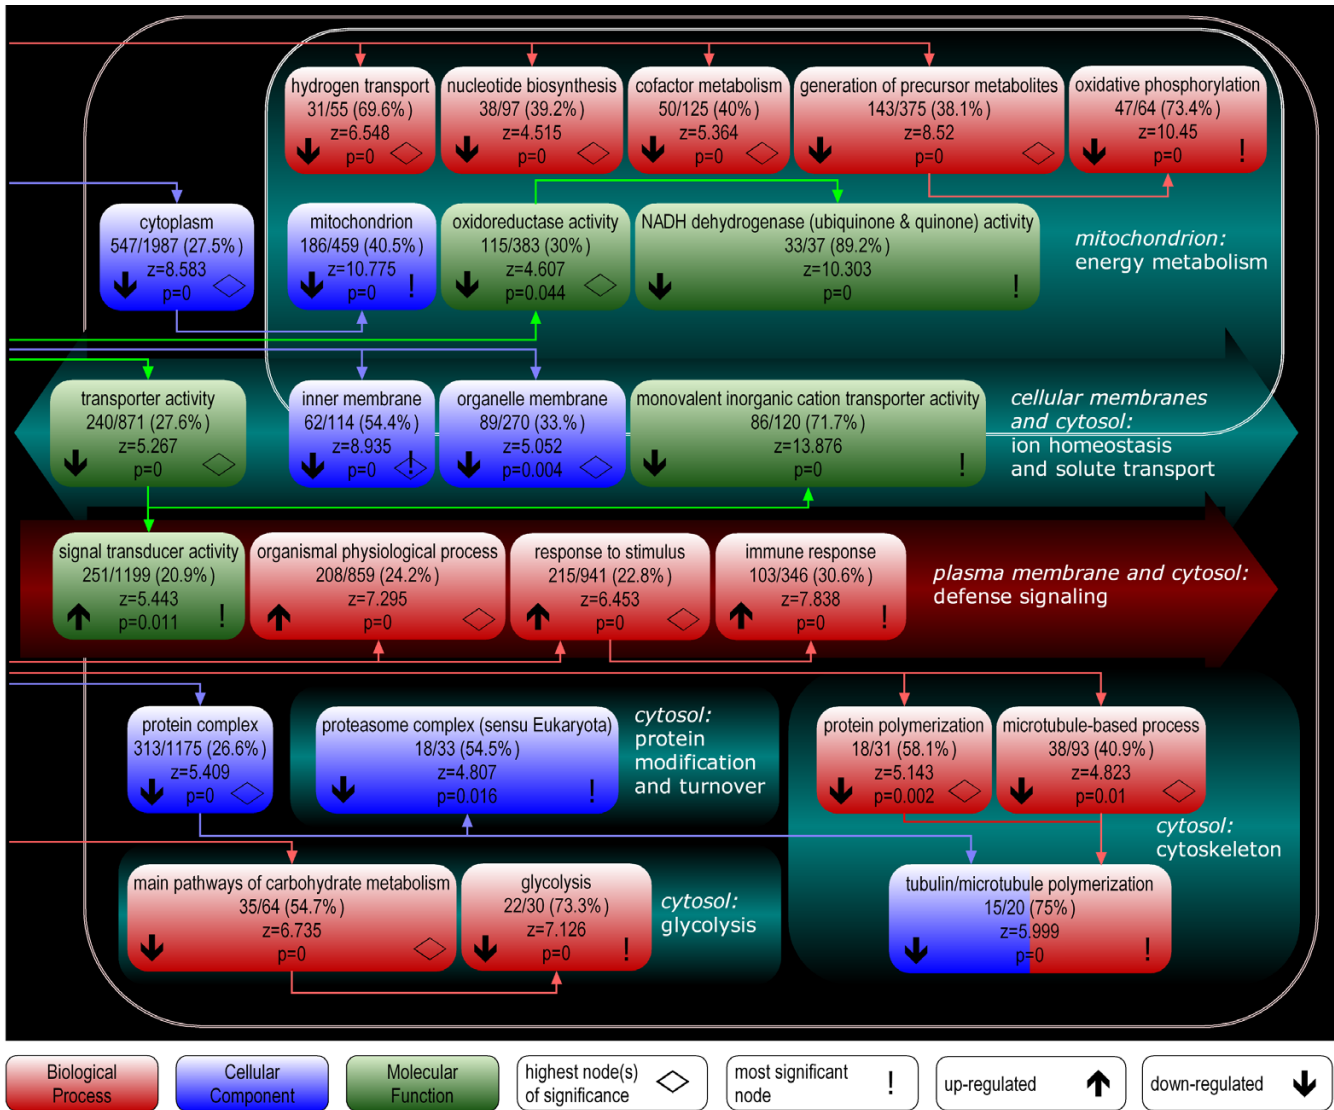 hydrogen transport
31/55 (69.6%)
z=6.548
p=0
nucleotide biosynthesis
38/97 (39.2%)
z=4.515
p=0
cofactor metabolism
50/125 (40%)
z=5.364
p=0
generation of precursor metabolites
143/375 (38.1%)
z=8.52
p=0
oxidative phosphorylation
47/64 (73.4%)
z=10.45
p=0
!
cytoplasm
547/1987 (27.5%)
z=8.583
p=0
mitochondrion
186/459 (40.5%)
z=10.775
p=0
!
oxidoreductase activity
115/383 (30%)
z=4.607
p=0.044
NADH dehydrogenase (ubiquinone & quinone) activity
33/37 (89.2%)
z=10.303
p=0
!
mitochondrion:
energy metabolism
transporter activity
240/871 (27.6%)
z=5.267
p=0
inner membrane
62/114 (54.4%)
z=8.935
p=0
!
organelle membrane
89/270 (33.%)
z=5.052
p=0.004
monovalent inorganic cation transporter activity
86/120 (71.7%)
z=13.876
p=0
!
cellular membranes
and cytosol:
ion homeostasis
and solute transport
signal transducer activity
251/1199 (20.9%)
z=5.443
p=0.011
!
organismal physiological process
208/859 (24.2%)
z=7.295
p=0
response to stimulus
215/941 (22.8%)
z=6.453
p=0
immune response
103/346 (30.6%)
z=7.838
p=0
!
plasma membrane and cytosol:
defense signaling
protein complex
313/1175 (26.6%)
z=5.409
p=0
proteasome complex (sensu Eukaryota)
18/33 (54.5%)
z=4.807
p=0.016
!
cytosol:
protein
modification
and turnover
protein polymerization
18/31 (58.1%)
z=5.143
p=0.002
microtubule-based process
38/93 (40.9%)
z=4.823
p=0.01
cytosol:
cytoskeleton
main pathways of carbohydrate metabolism
35/64 (54.7%)
z=6.735
p=0
glycolysis
22/30 (73.3%)
z=7.126
p=0
!
cytosol:
glycolysis
tubulin/microtubule polymerization
15/20 (75%)
z=5.999
p=0
!
Biological
Process
Cellular
Component
Molecular
Function
highest node(s)
of significance
most significant
node
!
up-regulated
down-regulated